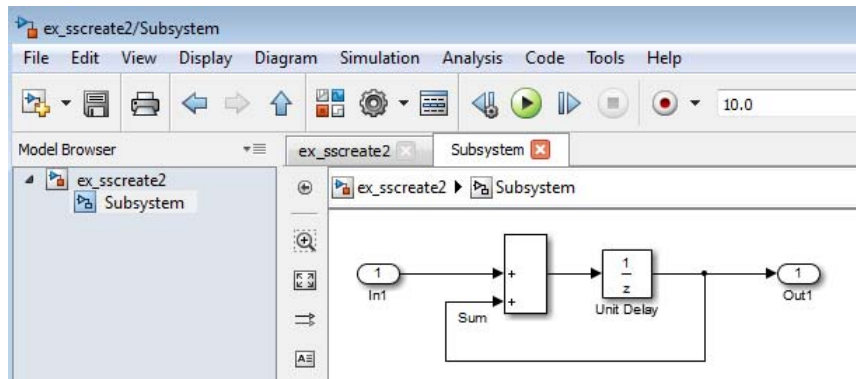 ex_sscreate2/Subsystem
File Edit View Display Diagram Simulation Analysis Code Tools Help
10.0
Model Browser
ex_sscreate2 Subsystem
ex_sscreate2
Subsystem
ex_sscreate2 Subsystem
1
In1
+
+
Sum
1
z
Unit Delay
1
Out1
A